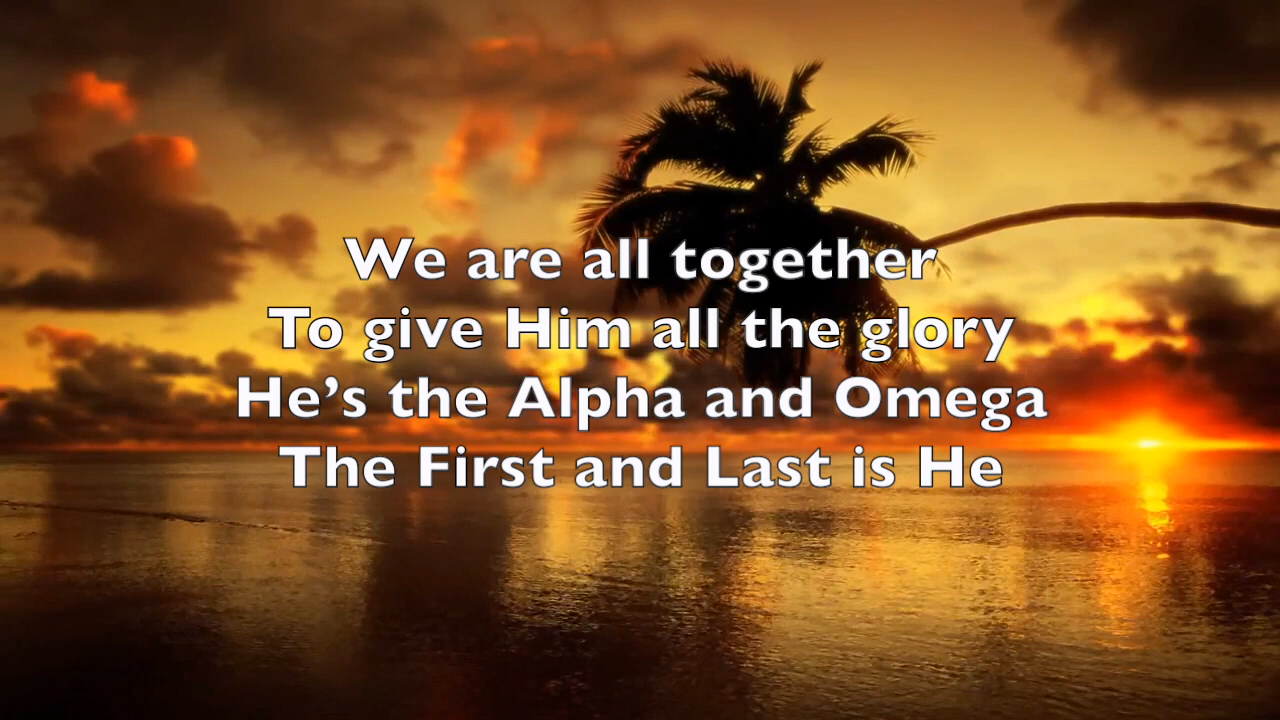 We are all together
To give Him all the glory
He’s the Alpha and Omega
The First and Last is He